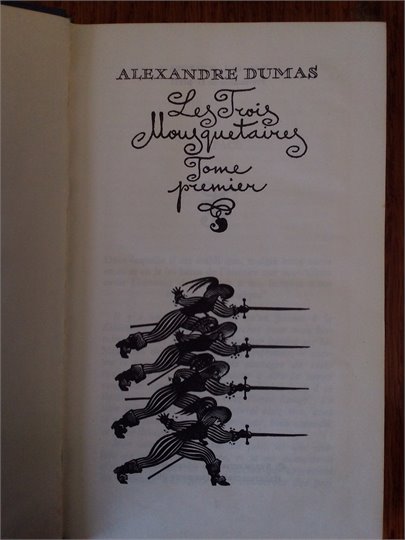 ALEXANDRE DUMAS
Les Trois
Mousquetaires
Tome
premier